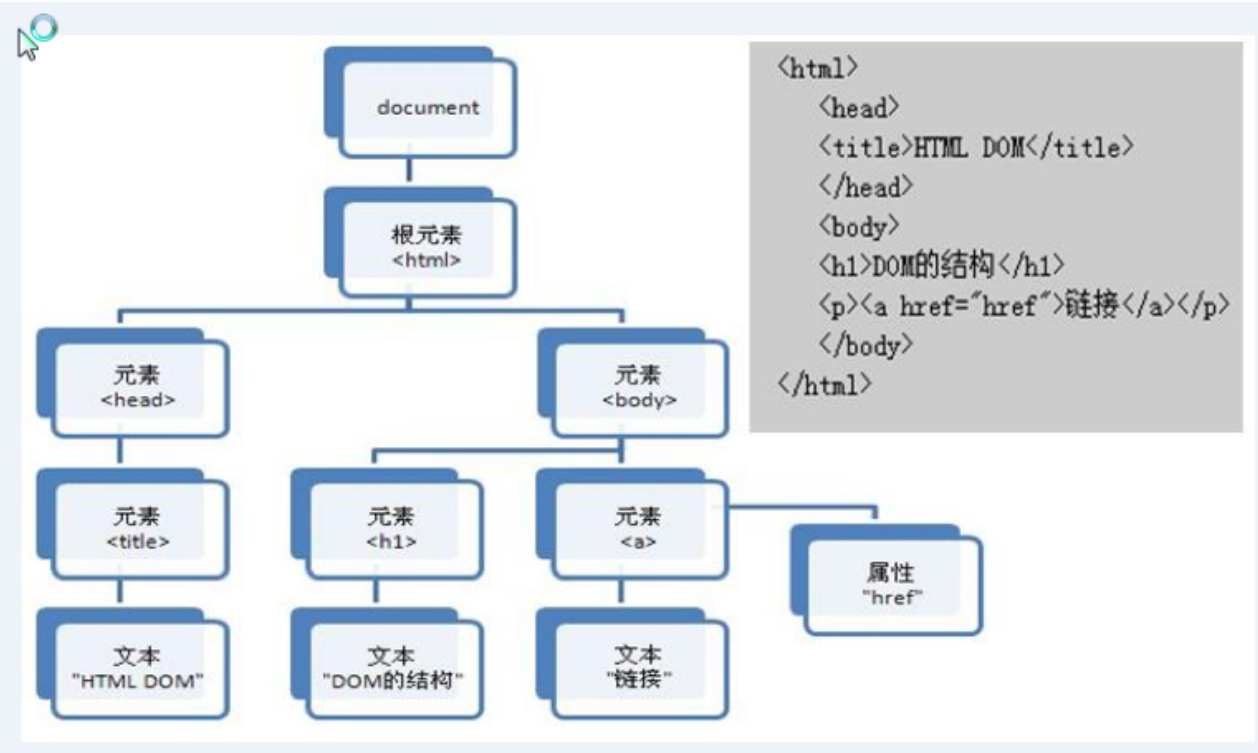 document
根元素
<html>
元素
<head>
元素
<body>
元素
<title>
元素
<h1>
元素
<a>
属性
"href"
文本
"HTML DOM"
文本
"DOM的结构"
文本
"链接"
<html>
<head>
<title>HTML DOM</title>
</head>
<body>
<h1>DOM的结构</h1>
<p><a href="href">链接</a></p>
</body>
</html>